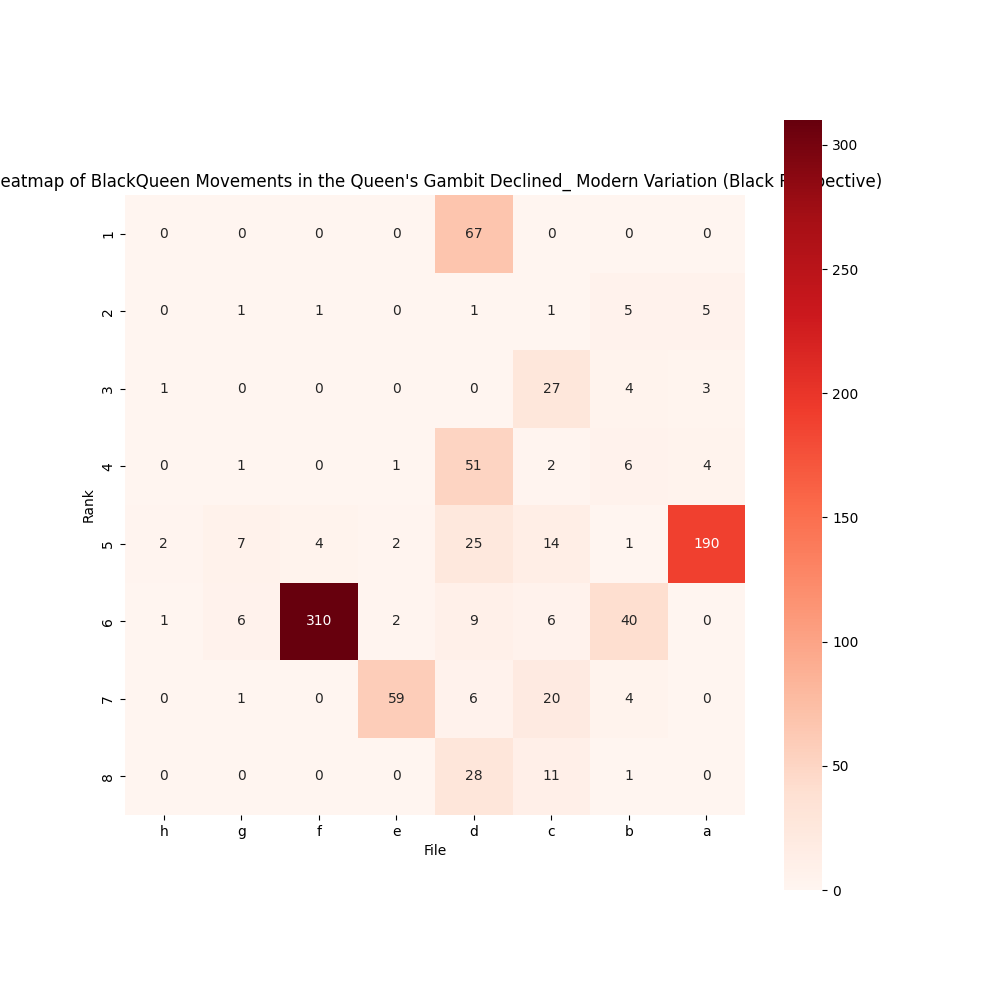 eatmap of BlackQueen Movements in the Queen's Gambit Declined_ Modern Variation (Black pective)
1 0 0 0 0 67 0 0 0
2 0 1 1 0 1 1 5 5
3 1 0 0 0 0 27 4 3
4 0 1 0 1 51 2 6 4
5 2 7 4 2 25 14 1 190
6 1 6 310 2 9 6 40 0
7 0 1 0 59 6 20 4 0
8 0 0 0 0 28 11 1 0
h g f e d c b a
Rank
File
300
250
200
150
100
50
0